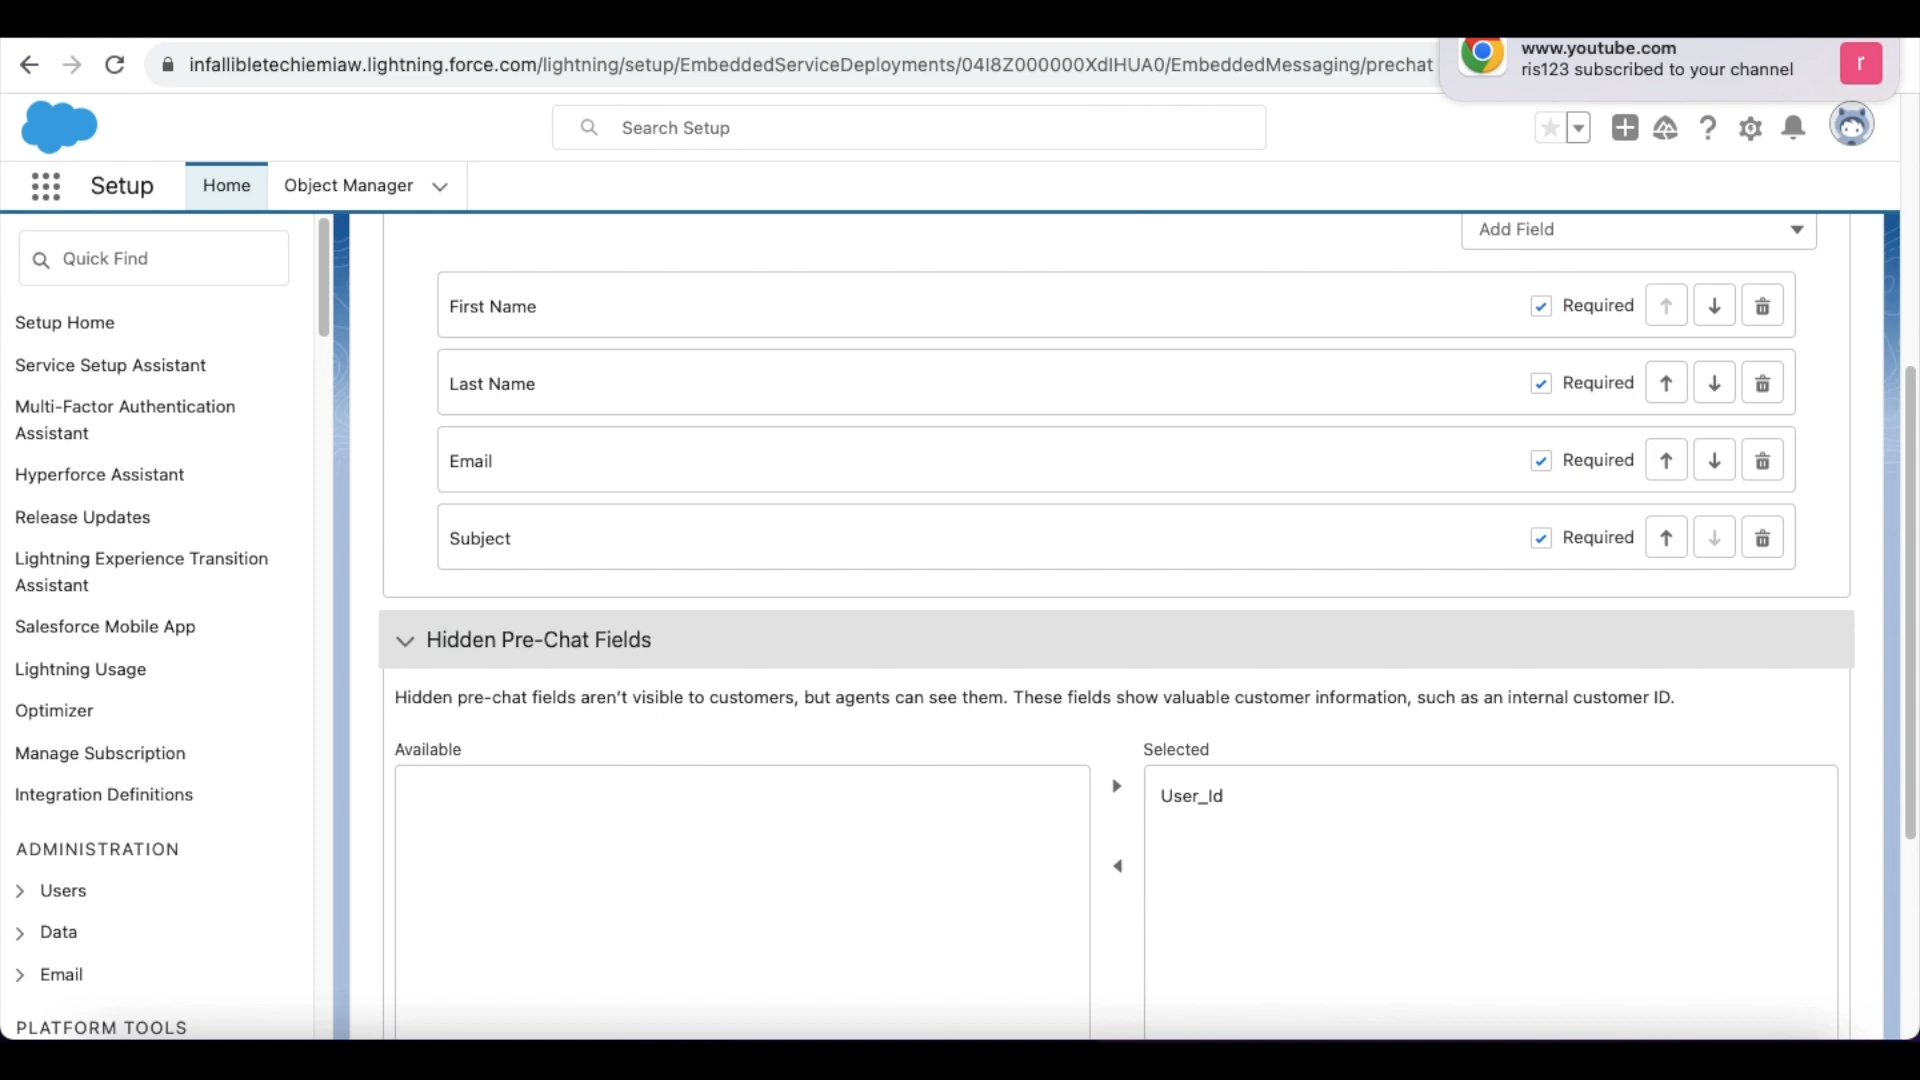 infallibletechiemiaw.lightning.force.com/lightning/setup/EmbeddedServiceDeployments/04I8Z000000XdIHUA0/EmbeddedMessaging/prechat
www.youtube.com
ris123 subscribed to your channel
r
Search Setup
Setup
Home
Object Manager
Quick Find
Setup Home
Service Setup Assistant
Multi-Factor Authentication
Assistant
Hyperforce Assistant
Release Updates
Lightning Experience Transition
Assistant
Salesforce Mobile App
Lightning Usage
Optimizer
Manage Subscription
Integration Definitions
ADMINISTRATION
Users
Data
Email
PLATFORM TOOLS
Add Field
First Name
Required
Last Name
Required
Email
Required
Subject
Required
Hidden Pre-Chat Fields
Hidden pre-chat fields aren't visible to customers, but agents can see them. These fields show valuable customer information, such as an internal customer ID.
Available
Selected
User_Id